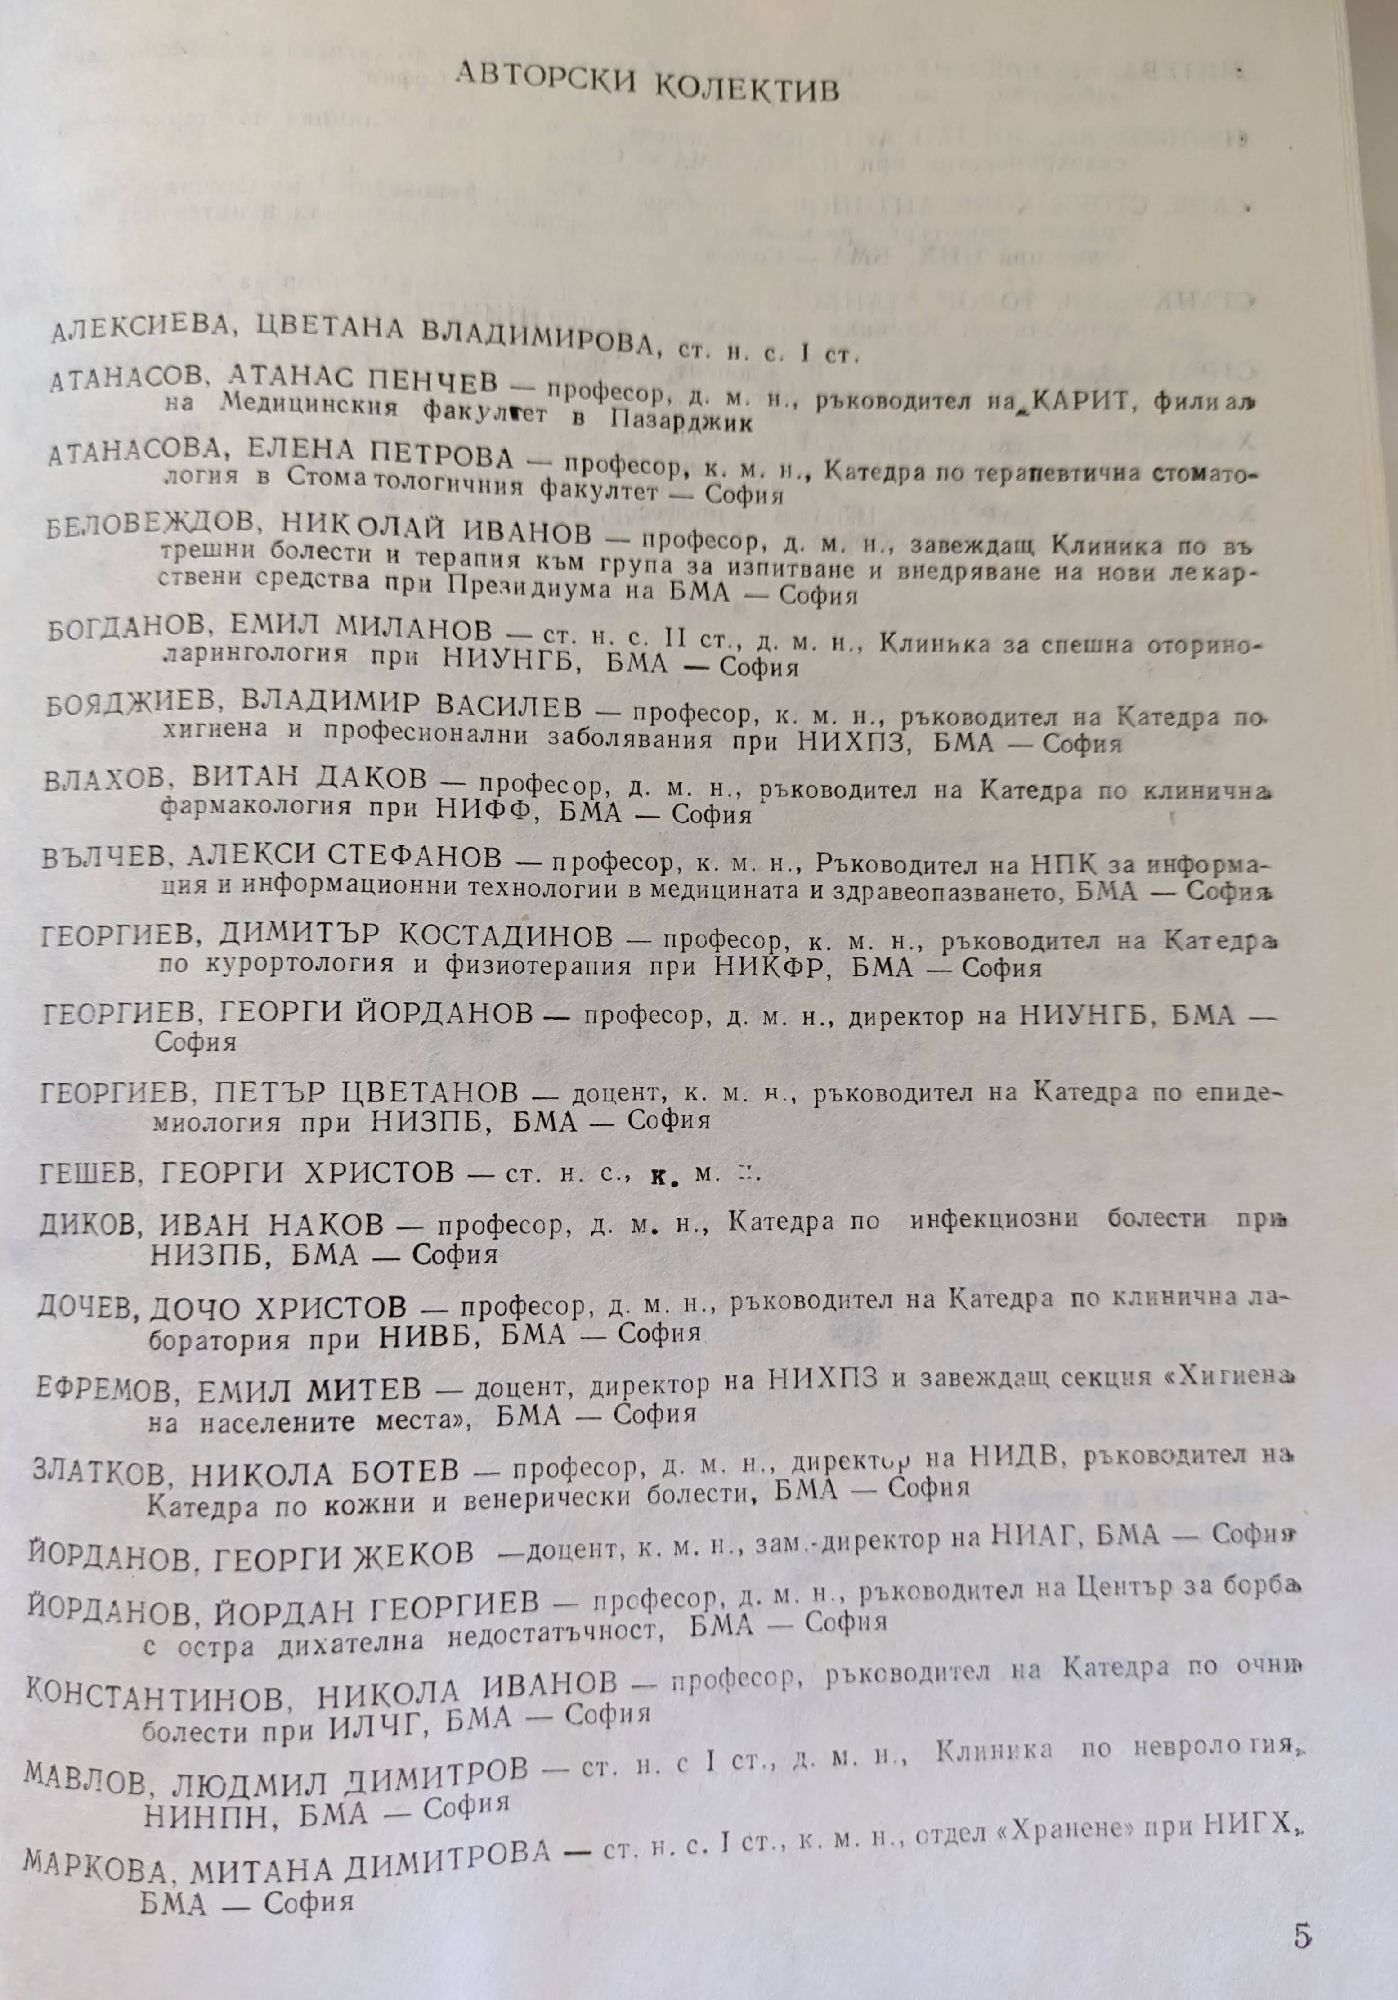 АВТОРСКИ КОЛЕКТИВ
АЛЕКСИЕВА, ЦВЕТАНА ВЛАДИМИРОВА, ст. н. с. I ст.
АТАНАСОВ, АТАНАС ПЕНЧЕВ — професор, д. м. н., ръководител на КАРИТ, филиал
на Медицинския факултет в Пазарджик
АТАНАСОВА, ЕЛЕНА ПЕТРОВА — професор, к. м. н., Катедра по терапевтична стомато-
логия в Стоматологичния факултет — София
БЕЛОВЕЖДОВ, НИКОЛАЙ ИВАНОВ — професор, д. м. н., завеждащ Клиника по въ
трешни болести и терапия към група за изпитване и внедряване на нови лекар-
ствени средства при Президиума на БМА — София
БОГДАНОВ, ЕМИЛ МИЛАНОВ — ст. н. с. II ст., д. м. н., Клиника за спешна оторино-
ларингология при НИУНГБ, БМА — София
БОЯДЖИЕВ, ВЛАДИМИР ВАСИЛЕВ — професор, к. м. н., ръководител на Катедра по
хигиена и професионални заболявания при НИХПЗ, БМА — София
ВЛАХОВ, ВИТАН ДАКОВ — професор, д. м. н., ръководител на Катедра по клинична
фармакология при НИФФ, БМА — София
ВЪЛЧЕВ, АЛЕКСИ СТЕФАНОВ — професор, к. м. н., Ръководител на НПК за информа-
ция и информационни технологии в медицината и здравеопазването, БМА — София
ГЕОРГИЕВ, ДИМИТЪР КОСТАДИНОВ — професор, к. м. н., ръководител на Катедра
по курортология и физиотерапия при НИКФР, БМА — София
ГЕОРГИЕВ, ГЕОРГИ ЙОРДАНОВ — професор, д. м. н., директор на НИУНГБ, БМА —
София
ГЕОРГИЕВ, ПЕТЪР ЦВЕТАНОВ — доцент, к. м. н., ръководител на Катедра по епиде-
миология при НИЗПБ, БМА — София
ГЕШЕВ, ГЕОРГИ ХРИСТОВ — ст. н. с., к. м. н.
ДИКОВ, ИВАН НАКОВ — професор, д. м. н., Катедра по инфекциозни болести при
НИЗПБ, БМА — София
ДОЧЕВ, ДОЧО ХРИСТОВ — професор, д. м. н., ръководител на Катедра по клинична ла-
боратория при НИВБ, БМА — София
ЕФРЕМОВ, ЕМИЛ МИТЕВ — доцент, директор на НИХПЗ и завеждащ секция «Хигиена
на населените места», БМА — София
ЗЛАТКОВ, НИКОЛА БОТЕВ — професор, д. м. н., директор на НИДВ, ръководител на
Катедра по кожни и венерически болести, БМА — София
ЙОРДАНОВ, ГЕОРГИ ЖЕКОВ — доцент, к. м. н., зам.-директор на НИАГ, БМА — София
ЙОРДАНОВ, ЙОРДАН ГЕОРГИЕВ — професор, д. м. н., ръководител на Център за борба
с остра дихателна недостатъчност, БМА — София
КОНСТАНТИНОВ, НИКОЛА ИВАНОВ — професор, ръководител на Катедра по очни
болести при ИЛЧГ, БМА — София
МАВЛОВ, ЛЮДМИЛ ДИМИТРОВ — ст. н. с I ст., д. м. н., Клиника по неврология,
НИНПН, БМА — София
МАРКОВА, МИТАНА ДИМИТРОВА — ст. н. с. I ст., к. м. н., отдел «Хранене» при НИГХ,
БМА — София
5